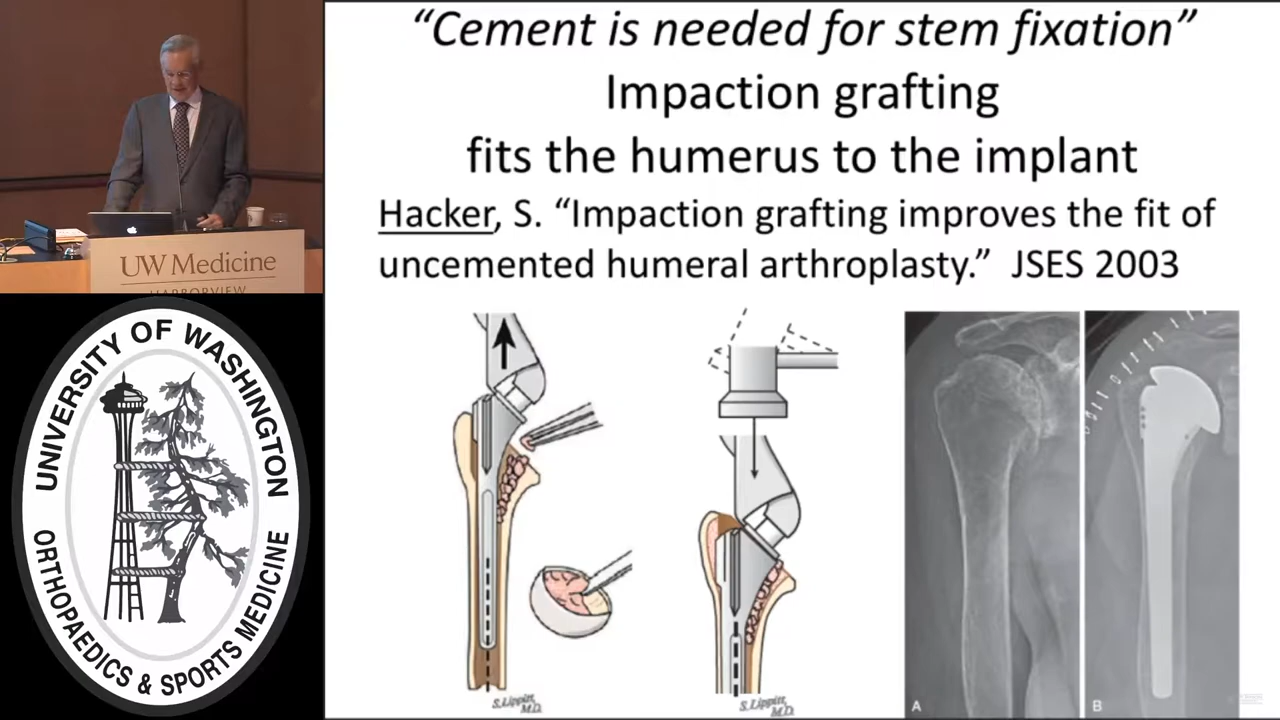 “Cement is needed for stem fixation”
Impaction grafting
fits the humerus to the implant
Hacker, S. “Impaction grafting improves the fit of
uncemented humeral arthroplasty.” JSES 2003
UW Medicine
HARBORVIEW
UNIVERSITY OF WASHINGTON
ORTHOPAEDICS & SPORTS MEDICINE
S. Lippitt
M.D.
S. Lippitt
M.D.
A
B